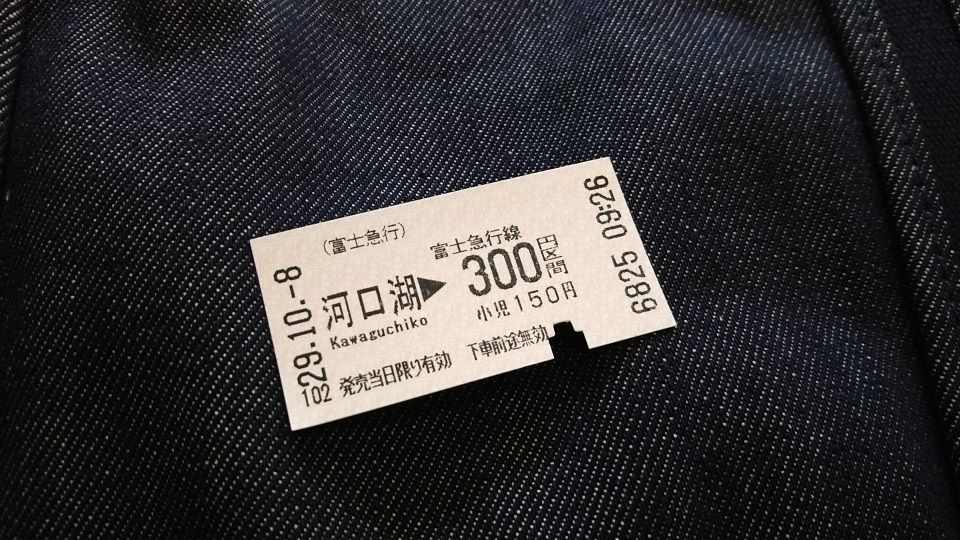 (富士急行)
富士急行線
河口湖▶300円区間
Kawaguchiko
小児150円
発売当日限り有効 下車前途無効
102
29.10.-8
6825 09:26